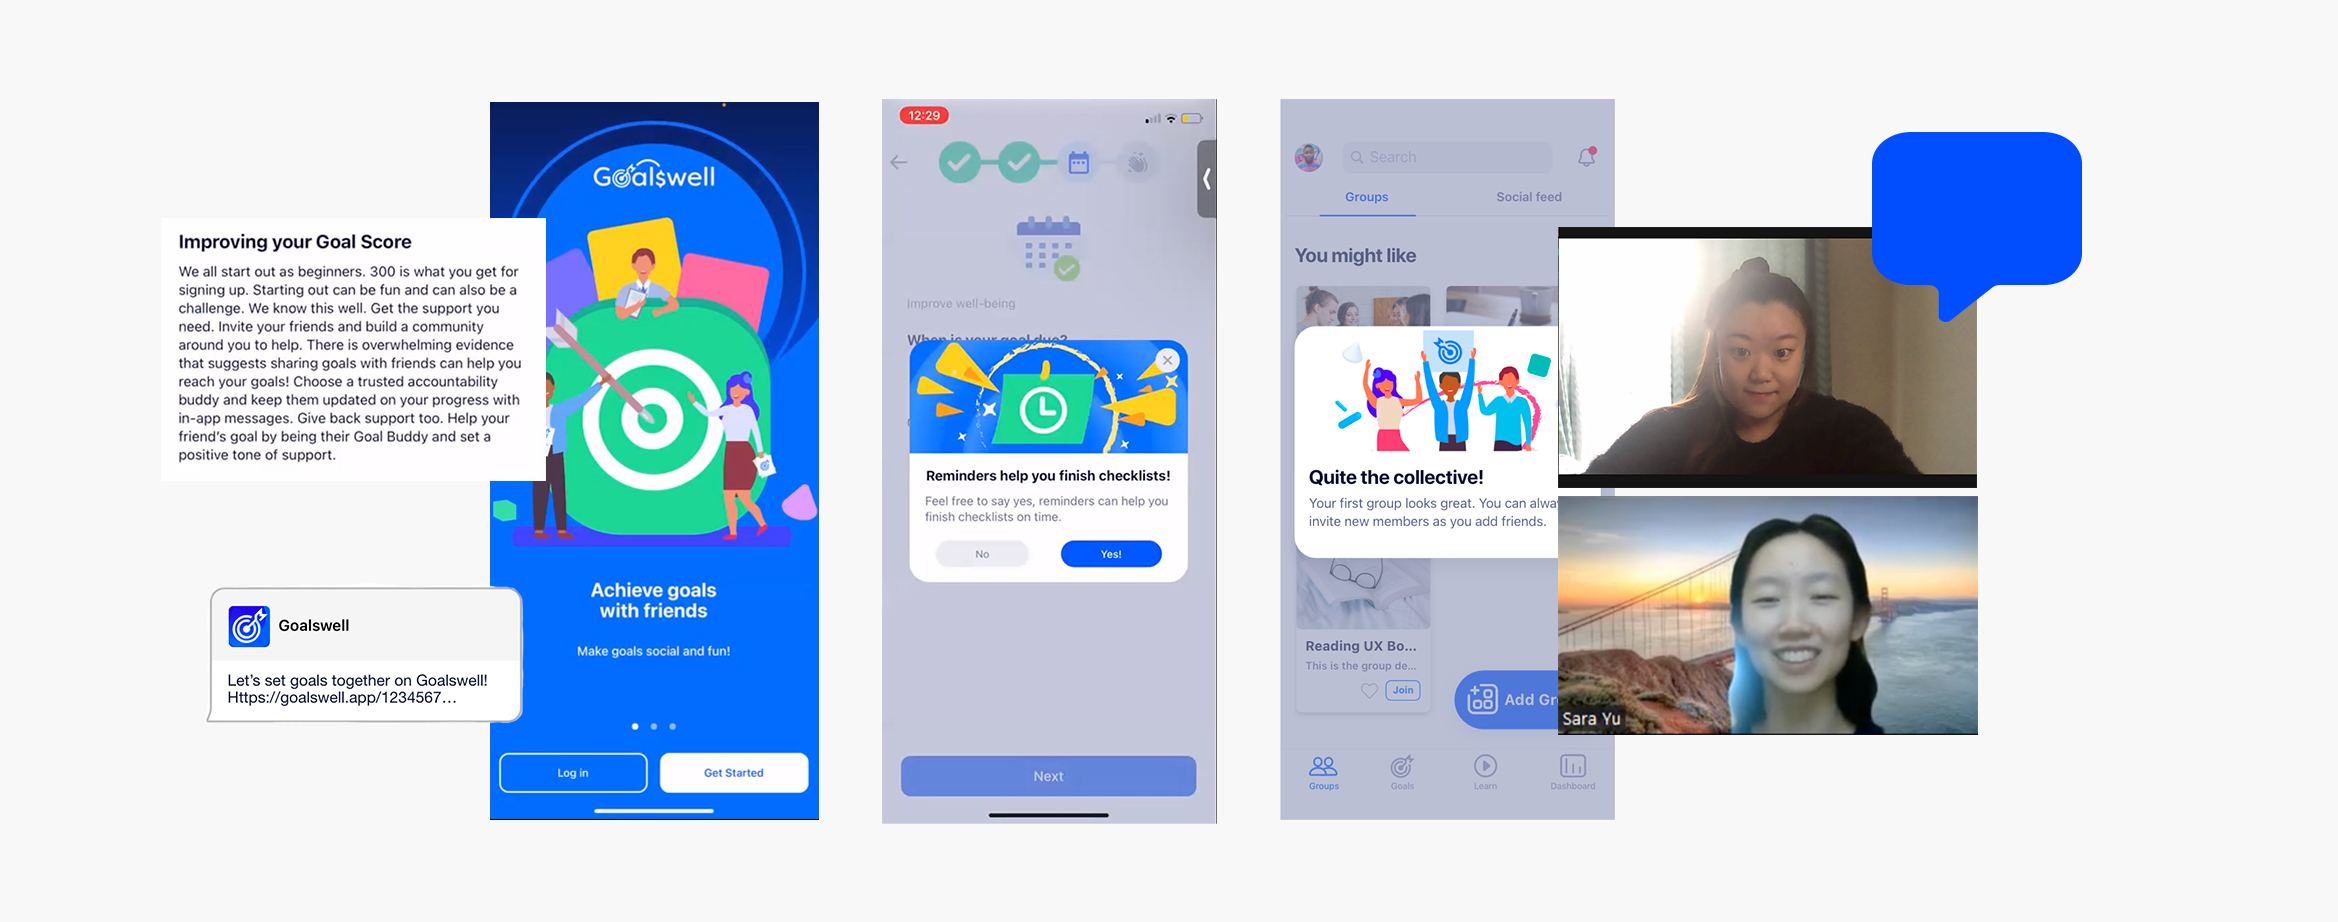 Improving your Goal Score
We all start out as beginners. 300 is what you get for
signing up. Starting out can be fun and can also be a
challenge. We know this well. Get the support you
need. Invite your friends and build a community
around you to help. There is overwhelming evidence
that suggests sharing goals with friends can help you
reach your goals! Choose a trusted accountability
buddy and keep them updated on your progress with
in-app messages. Give back support too. Help your
friend's goal by being their Goal Buddy and set a
positive tone of support.
Goalswell
Let's set goals together on Goalswell!
Https://goalswell.app/1234567...
Goalswell
Achieve goals
with friends
Make goals social and fun!
Log in
Get Started
12:29
Improve well-being
When is your goal due?
Reminders help you finish checklists!
Feel free to say yes, reminders can help you
finish checklists on time.
No
Yes!
Next
Search
Groups
Social feed
You might like
Quite the collective!
Your first group looks great. You can alwa
invite new members as you add friends.
Reading UX Bo...
This is the group de...
Join
Add Gr
Groups
Goals
Learn
Dashboard
Sara Yu